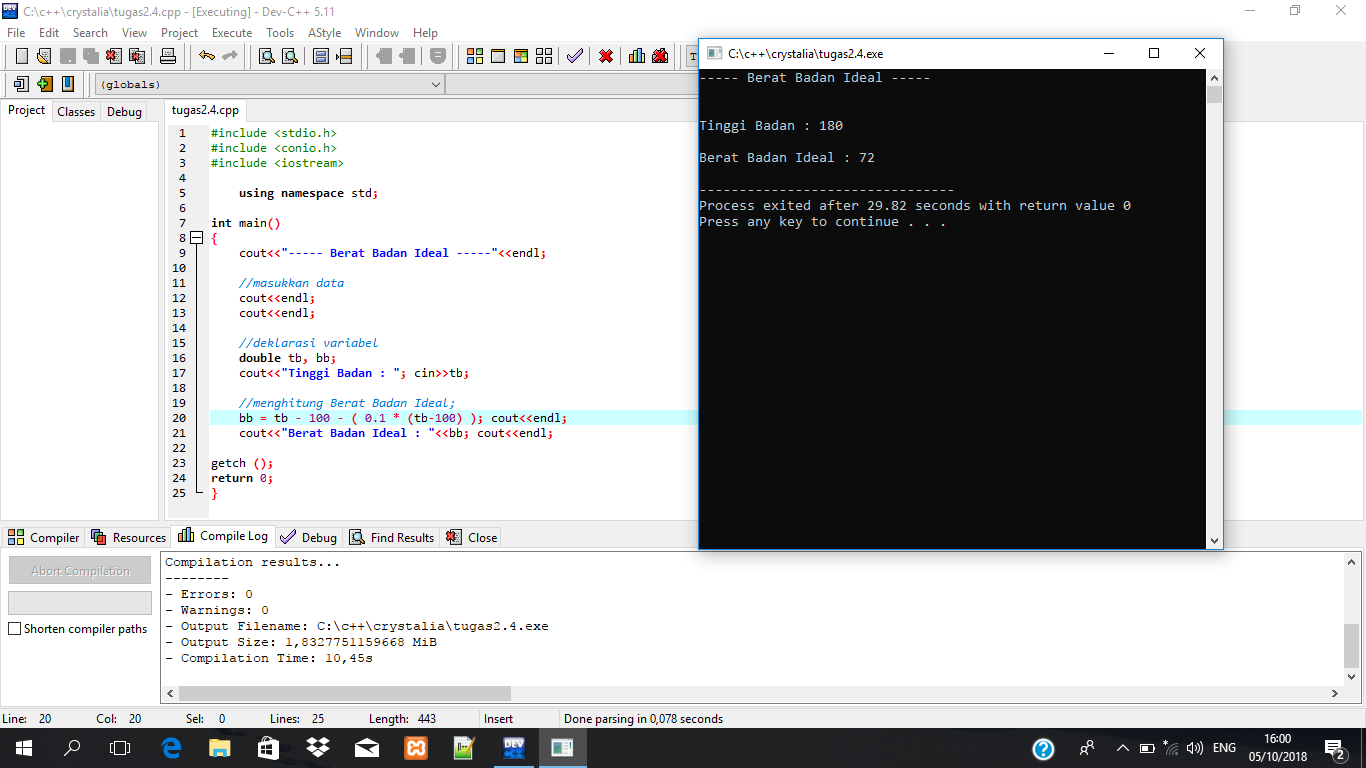 C:\c++\crystalia\tugas2.4.cpp - [Executing] - Dev-C++ 5.11
File Edit Search View Project Execute Tools AStyle Window Help
(globals)
Project Classes Debug
tugas2.4.cpp
1 #include <stdio.h>
2 #include <conio.h>
3 #include <iostream>
4
5 using namespace std;
6
7 int main()
8 {
9 cout<<"----- Berat Badan Ideal -----"<<endl;
10
11 //masukkan data
12 cout<<endl;
13 cout<<endl;
14
15 //deklarasi variabel
16 double tb, bb;
17 cout<<"Tinggi Badan : "; cin>>tb;
18
19 //menghitung Berat Badan Ideal;
20 bb = tb - 100 - ( 0.1 * (tb-100) ); cout<<endl;
21 cout<<"Berat Badan Ideal : "<<bb; cout<<endl;
22
23 getch ();
24 return 0;
25 }
C:\c++\crystalia\tugas2.4.exe
----- Berat Badan Ideal -----
Tinggi Badan : 180
Berat Badan Ideal : 72
--------------------------------
Process exited after 29.82 seconds with return value 0
Press any key to continue . . .
Compiler Resources Compile Log Debug Find Results Close
Abort Compilation
Shorten compiler paths
Compilation results...
--------
- Errors: 0
- Warnings: 0
- Output Filename: C:\c++\crystalia\tugas2.4.exe
- Output Size: 1,8327751159668 MiB
- Compilation Time: 10,45s
Line: 20 Col: 20 Sel: 0 Lines: 25 Length: 443 Insert Done parsing in 0,078 seconds
DEV
ENG
16:00
05/10/2018
2